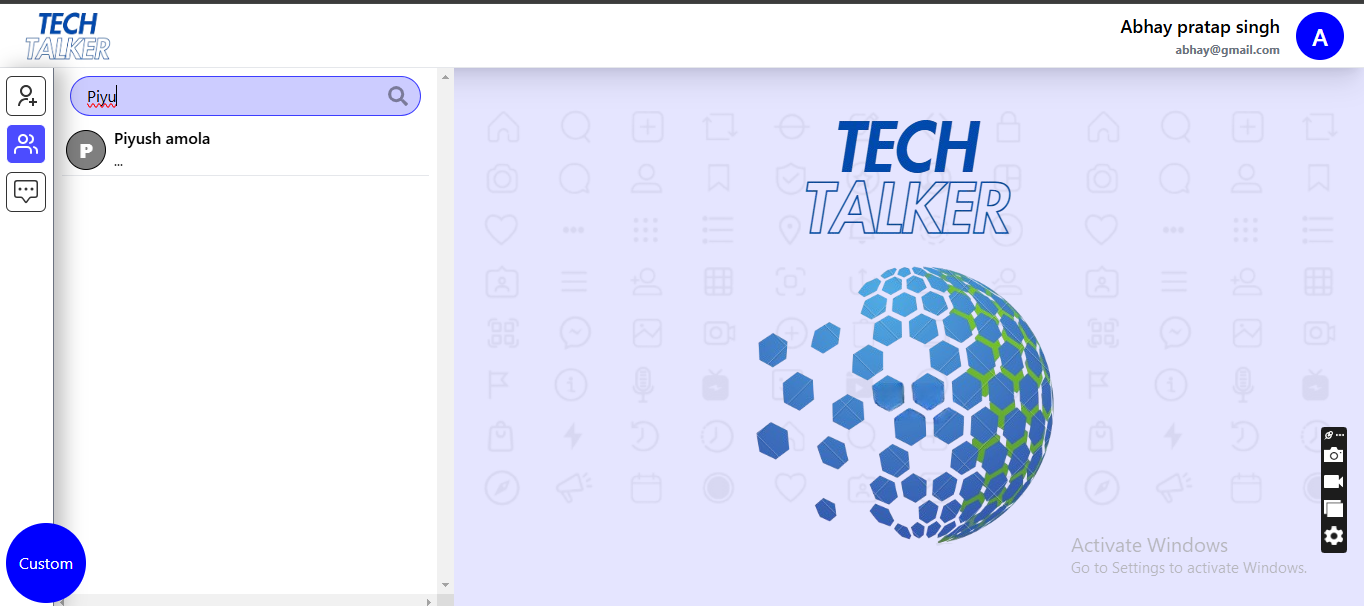 TECH
TALKER
Abhay pratap singh
abhay@gmail.com
A
Piyu
P
Piyush amola
...
Custom
TECH
TALKER
Activate Windows
Go to Settings to activate Windows.